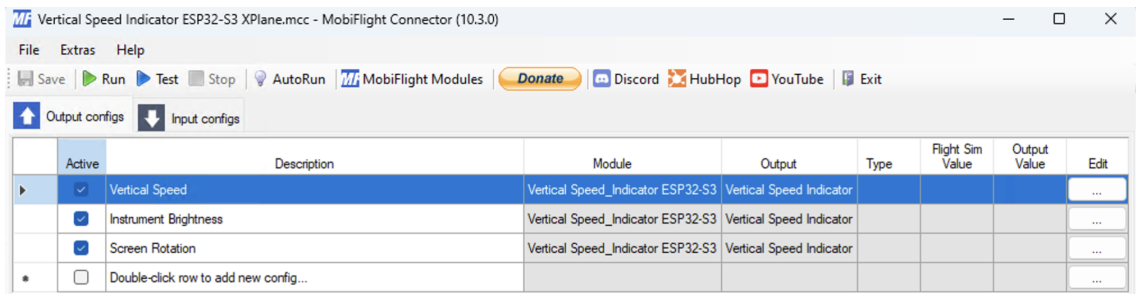 MF Vertical Speed Indicator ESP32-S3 XPlane.mcc - MobiFlight Connector (10.3.0)
File Extras Help
Save Run Test Stop AutoRun MF MobiFlight Modules Donate Discord HubHop YouTube Exit
Output configs Input configs
Active Description Module Output Type Flight Sim Value Output Value Edit
Vertical Speed Vertical Speed_Indicator ESP32-S3 Vertical Speed Indicator ...
Instrument Brightness Vertical Speed_Indicator ESP32-S3 Vertical Speed Indicator ...
Screen Rotation Vertical Speed_Indicator ESP32-S3 Vertical Speed Indicator ...
Double-click row to add new config... ...